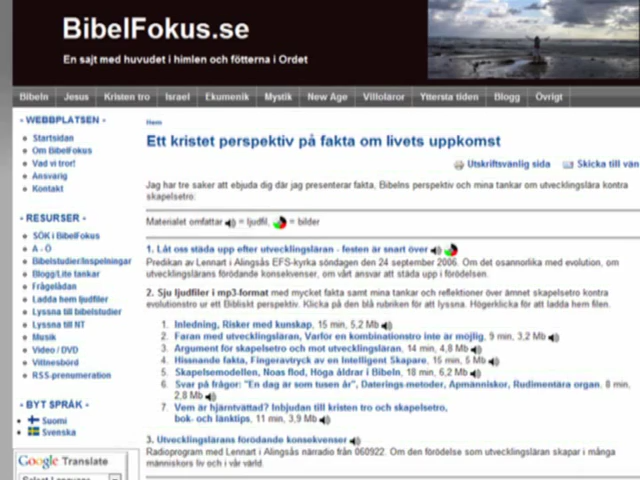 BibelFokus.se
En sajt med huvudet i himlen och fötterna i Ordet
Bibeln Jesus Kristen tro Israel Ekumenik Mystik New Age Villoläror Yttersta tiden Blogg Övrigt
- WEBBPLATSEN -
Startsidan
Om BibelFokus
Vad vi tror!
Ansvarig
Kontakt
- RESURSER -
SÖK i BibelFokus
A - Ö
Bibelstudier/Inspelningar
Blogg/Lite tankar
Frågelådan
Ladda hem ljudfiler
Lyssna till bibelstudier
Lyssna till NT
Musik
Video / DVD
Vittnesbörd
RSS-prenumeration
- BYT SPRÅK -
Suomi
Svenska
Google Translate
Select Language
Hem
Ett kristet perspektiv på fakta om livets uppkomst
Utskriftsvänlig sida Skicka till vän
Jag har tre saker att ebjuda dig där jag presenterar fakta, Bibelns perspektiv och mina tankar om utvecklingslära kontra
skapelsetro:
Materialet omfattar = ljudfil, = bilder
1. Låt oss städa upp efter utvecklingsläran - festen är snart över
Predikan av Lennart i Alingsås EFS-kyrka söndagen den 24 september 2006. Om det osannorlika med evolution, om
utvecklingslärans förödande konsekvenser, om vårt ansvar att städa upp i förödelsen.
2. Sju ljudfiler i mp3-format med mycket fakta samt mina tankar och reflektioner över ämnet skapelsetro kontra
evolutionstro ur ett Bibliskt perspektiv. Klicka på den blå rubriken för att lyssna. Högerklicka för att ladda hem filen.
1. Inledning, Risker med kunskap, 15 min, 5,2 Mb
2. Faran med utvecklingsläran, Varför en kombinationstro inte är möjlig, 9 min, 3,2 Mb
3. Argument för skapelsetro och mot utvecklingsläran. 14 min, 4,8 Mb
4. Hissnande fakta, Fingeravtryck av en Intelligent Skapare, 15 min, 5 Mb
5. Skapelsemodellen, Noas flod, Höga åldrar i Bibeln, 18 min, 6,2 Mb
6. Svar på frågor: "En dag är som tusen år", Daterings-metoder, Apmänniskor, Rudimentära organ. 8 min,
2,8 Mb
7. Vem är hjärntvättad? Inbjudan till kristen tro och skapelsetro,
bok- och länktips, 11 min, 3,9 Mb
3. Utvecklingslärans förödande konsekvenser
Radioprogram med Lennart i Alingsås närradio från 060922. Om den förödelse som utvecklingsläran skapar i många
människors liv och i vår värld.